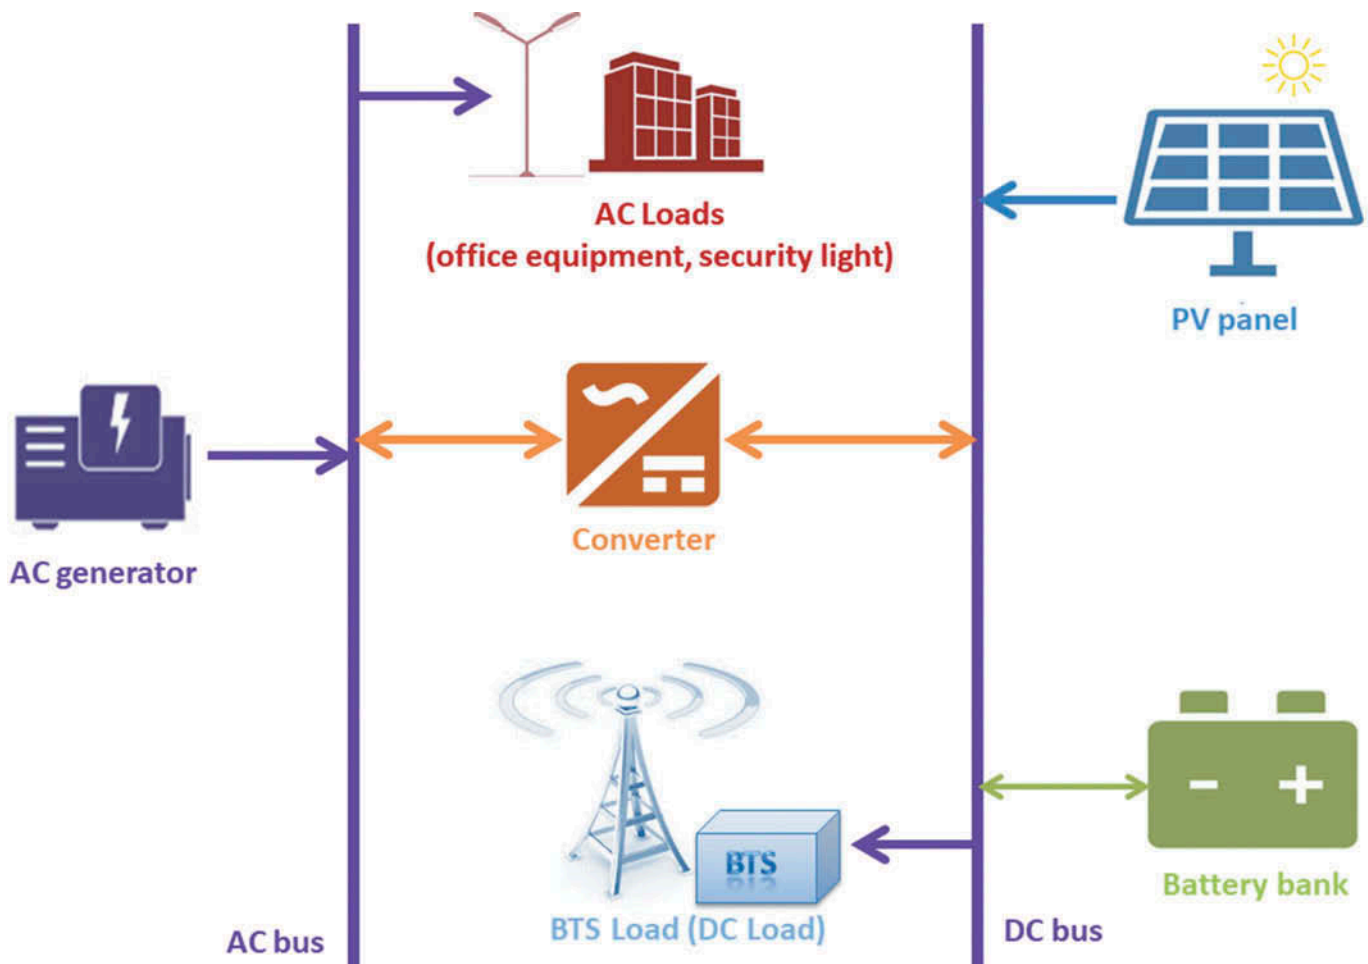 AC Loads
(office equipment, security light)
PV panel
Converter
AC generator
BTS
BTS Load (DC Load)
Battery bank
AC bus
DC bus